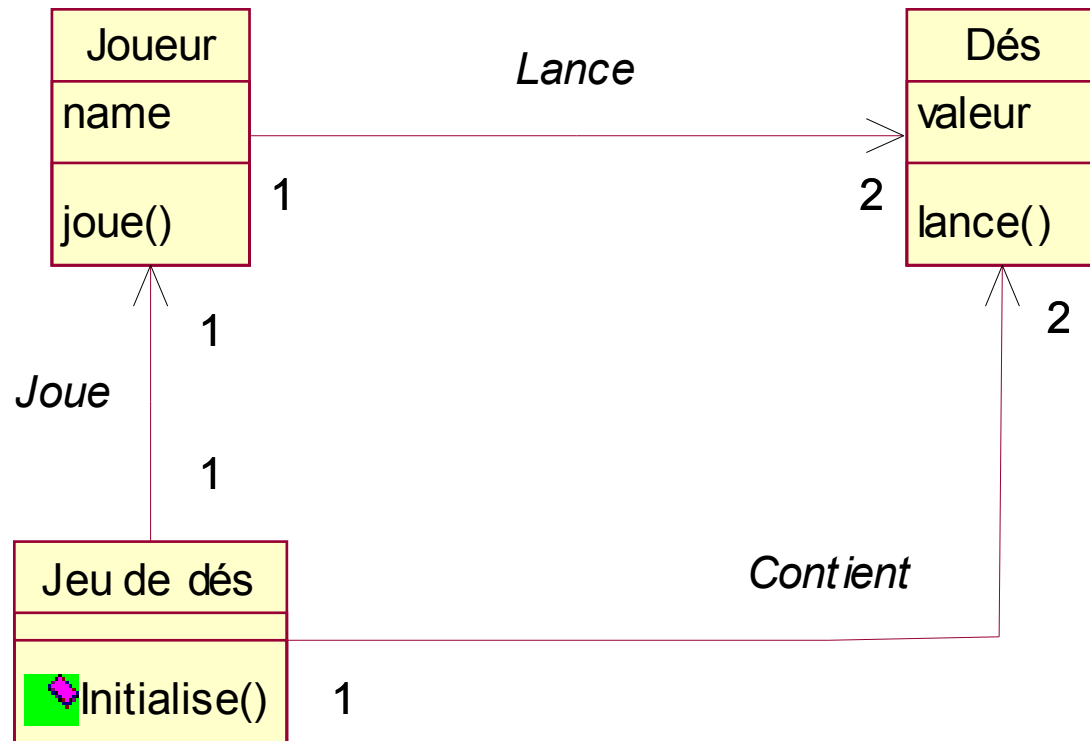 Joueur
name
joue()
Lance
1
2
Dés
valeur
lance()
1
Joue
1
2
Jeu de dés
Initialise()
1
Contient